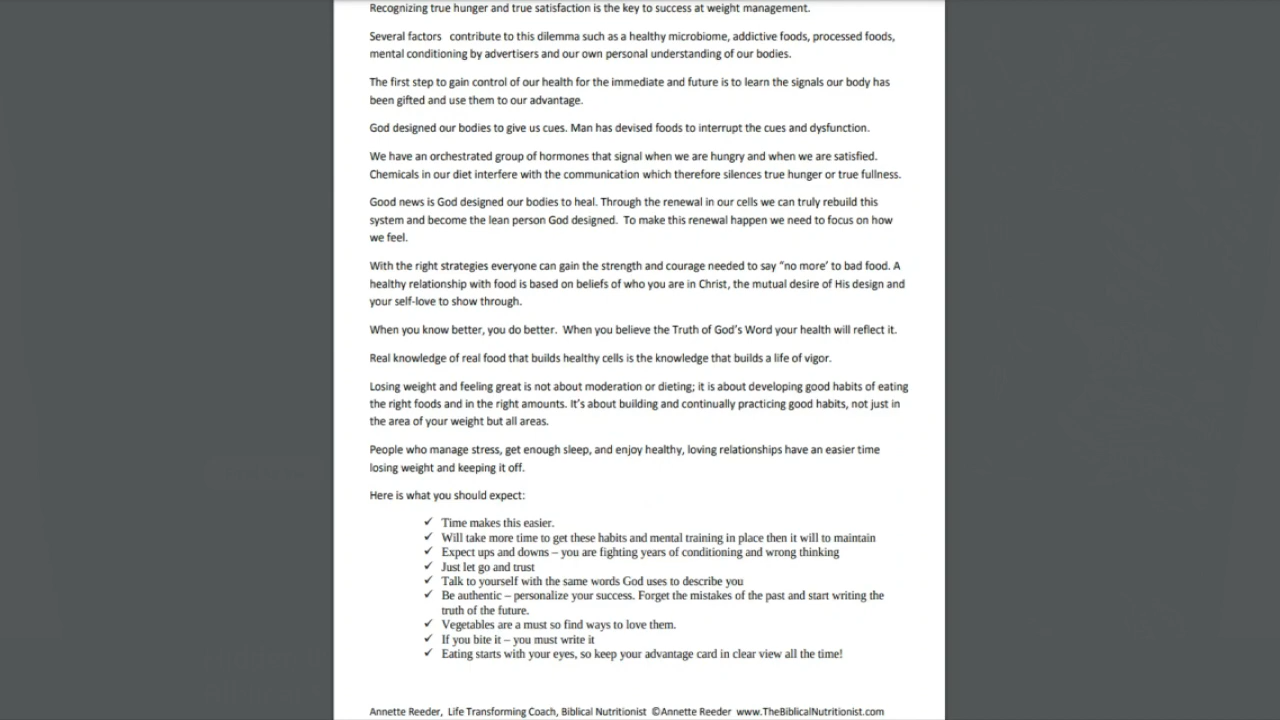 Recognizing true hunger and true satisfaction is the key to success at weight management.
Several factors contribute to this dilemma such as a healthy microbiome, addictive foods, processed foods,
mental conditioning by advertisers and our own personal understanding of our bodies.
The first step to gain control of our health for the immediate and future is to learn the signals our body has
been gifted and use them to our advantage.
God designed our bodies to give us cues. Man has devised foods to interrupt the cues and dysfunction.
We have an orchestrated group of hormones that signal when we are hungry and when we are satisfied.
Chemicals in our diet interfere with the communication which therefore silences true hunger or true fullness.
Good news is God designed our bodies to heal. Through the renewal in our cells we can truly rebuild this
system and become the lean person God designed.  To make this renewal happen we need to focus on how
we feel.
With the right strategies everyone can gain the strength and courage needed to say "no more' to bad food. A
healthy relationship with food is based on beliefs of who you are in Christ, the mutual desire of His design and
your self-love to show through.
When you know better, you do better.  When you believe the Truth of God's Word your health will reflect it.
Real knowledge of real food that builds healthy cells is the knowledge that builds a life of vigor.
Losing weight and feeling great is not about moderation or dieting; it is about developing good habits of eating
the right foods and in the right amounts. It's about building and continually practicing good habits, not just in
the area of your weight but all areas.
People who manage stress, get enough sleep, and enjoy healthy, loving relationships have an easier time
losing weight and keeping it off.
Here is what you should expect:
✓ Time makes this easier.
✓ Will take more time to get these habits and mental training in place then it will to maintain
✓ Expect ups and downs – you are fighting years of conditioning and wrong thinking
✓ Just let go and trust
✓ Talk to yourself with the same words God uses to describe you
✓ Be authentic – personalize your success. Forget the mistakes of the past and start writing the
truth of the future.
✓ Vegetables are a must so find ways to love them.
✓ If you bite it – you must write it
✓ Eating starts with your eyes, so keep your advantage card in clear view all the time!
Annette Reeder,  Life Transforming Coach, Biblical Nutritionist  ©Annette Reeder  www.TheBiblicalNutritionist.com